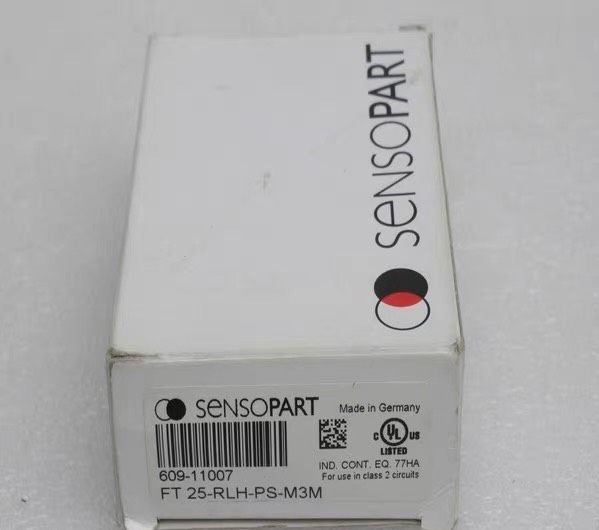 SENSOPART
SENSOPART
Made in Germany
C UL US
LISTED
609-11007
IND. CONT. EQ. 77HA
For use in class 2 circuits
FT 25-RLH-PS-M3M